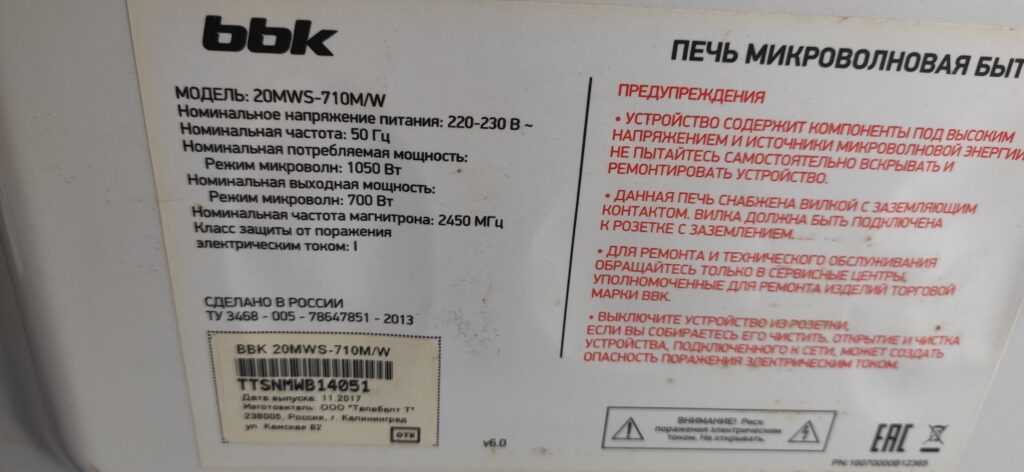 bbk
МОДЕЛЬ: 20MWS-710M/W
Номинальное напряжение питания: 220-230 В ~
Номинальная частота: 50 Гц
Номинальная потребляемая мощность:
Режим микроволн: 1050 Вт
Номинальная выходная мощность:
Режим микроволн: 700 Вт
Номинальная частота магнитрона: 2450 МГц
Класс защиты от поражения
электрическим током: I
СДЕЛАНО В РОССИИ
ТУ 3468 - 005 - 78647851 - 2013
BBK 20MWS-710M/W
TTSNMWB14051
Дата выпуска: 11.2017
Изготовитель: ООО "Телебалт Т"
238005, Россия, г. Калининград
ул. Камская 82
ОТК
v6.0
ПЕЧЬ МИКРОВОЛНОВАЯ БЫТ
ПРЕДУПРЕЖДЕНИЯ
• УСТРОЙСТВО СОДЕРЖИТ КОМПОНЕНТЫ ПОД ВЫСОКИМ
НАПРЯЖЕНИЕМ И ИСТОЧНИКИ МИКРОВОЛНОВОЙ ЭНЕРГИИ
НЕ ПЫТАЙТЕСЬ САМОСТОЯТЕЛЬНО ВСКРЫВАТЬ И
РЕМОНТИРОВАТЬ УСТРОЙСТВО.
• ДАННАЯ ПЕЧЬ СНАБЖЕНА ВИЛКОЙ С ЗАЗЕМЛЯЮЩИМ
КОНТАКТОМ. ВИЛКА ДОЛЖНА БЫТЬ ПОДКЛЮЧЕНА
К РОЗЕТКЕ С ЗАЗЕМЛЕНИЕМ.
• ДЛЯ РЕМОНТА И ТЕХНИЧЕСКОГО ОБСЛУЖИВАНИЯ
ОБРАЩАЙТЕСЬ ТОЛЬКО В СЕРВИСНЫЕ ЦЕНТРЫ,
УПОЛНОМОЧЕННЫЕ ДЛЯ РЕМОНТА ИЗДЕЛИЙ ТОРГОВОЙ
МАРКИ BBK.
• ВЫКЛЮЧИТЕ УСТРОЙСТВО ИЗ РОЗЕТКИ,
ЕСЛИ ВЫ СОБИРАЕТЕСЬ ЕГО ЧИСТИТЬ, ОТКРЫТИЕ И ЧИСТКА
УСТРОЙСТВА, ПОДКЛЮЧЕННОГО К СЕТИ, МОЖЕТ СОЗДАТЬ
ОПАСНОСТЬ ПОРАЖЕНИЯ ЭЛЕКТРИЧЕСКИМ ТОКОМ.
ВНИМАНИЕ! Риск
поражения электрическим
током. Не открывать.
EAC
PN:10070000B12365